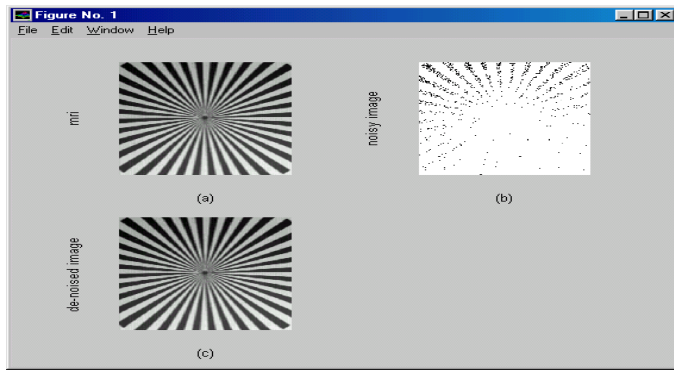 Figure No. 1
File Edit Window Help
mri
noisy image
(a)
(b)
de-noised image
(c)